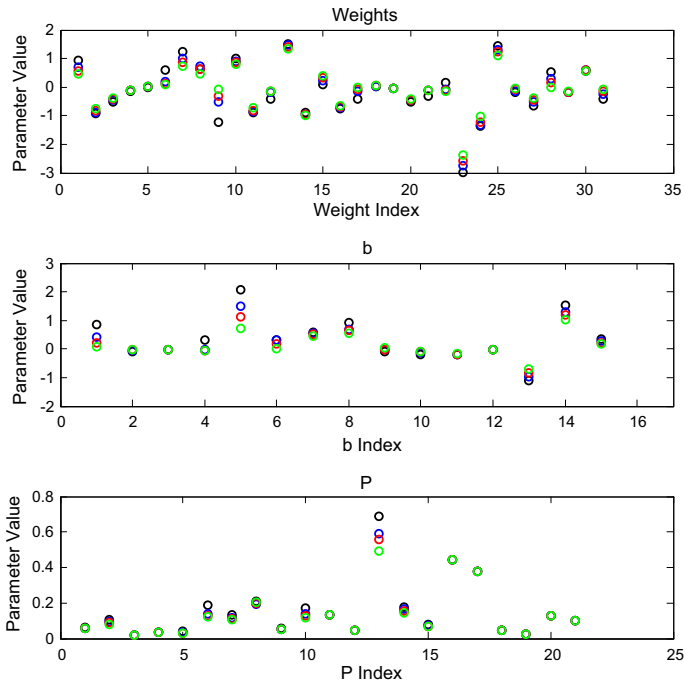 Weights
Parameter Value
2
1
0
-1
-2
-3
0 5 10 15 20 25 30 35
Weight Index
b
Parameter Value
3
2
1
0
-1
-2
0 2 4 6 8 10 12 14 16
b Index
P
Parameter Value
0.8
0.6
0.4
0.2
0
0 5 10 15 20 25
P Index